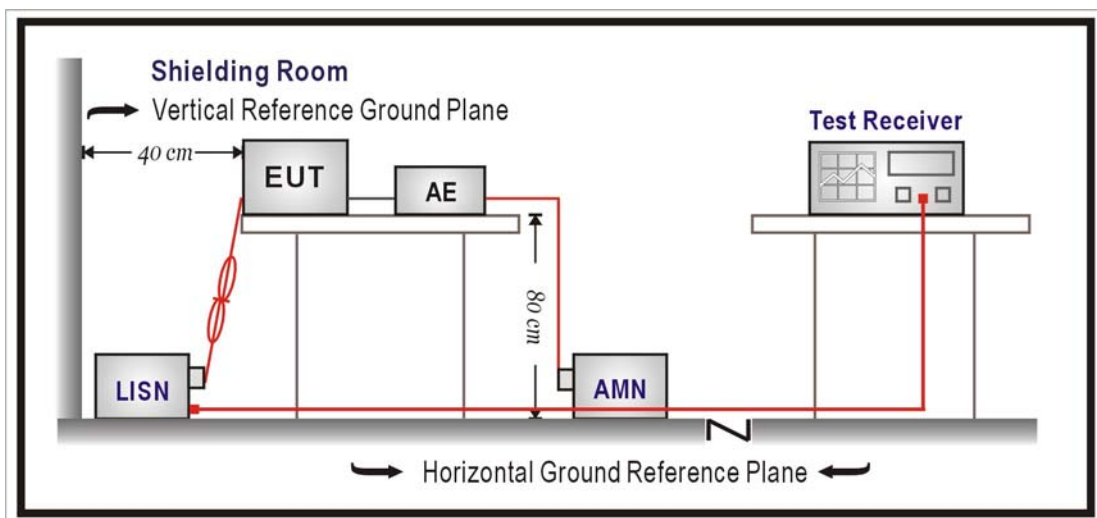 Shielding Room
Vertical Reference Ground Plane
40 cm
EUT
AE
Test Receiver
80 cm
LISN
AMN
Horizontal Ground Reference Plane